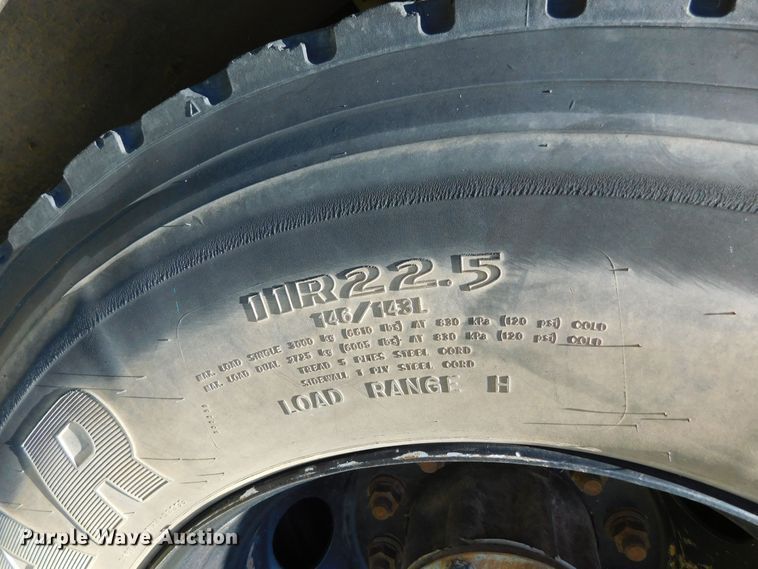 11R22.5
146/143L
MAX. LOAD SINGLE 3000 kg (6610 lbs) AT 830 kPa (120 psi) COLD
MAX. LOAD DUAL 2725 kg (6005 lbs) AT 830 kPa (120 psi) COLD
TREAD 5 PLIES STEEL CORD
SIDEWALL 1 PLY STEEL CORD
LOAD RANGE H
AR
Purple Wave Auction